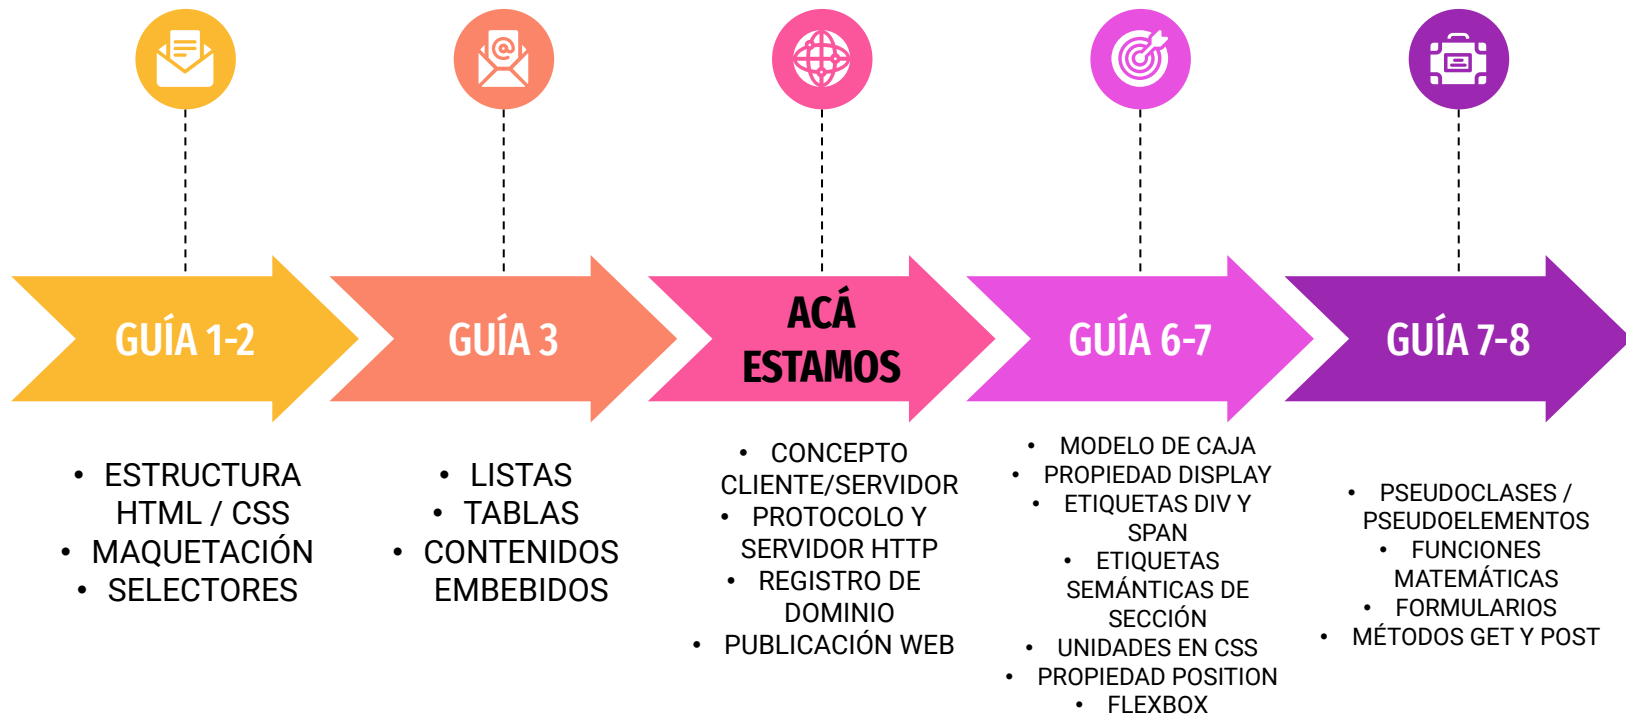 GUÍA 1-2
GUÍA 3
ACÁ
ESTAMOS
GUÍA 6-7
GUÍA 7-8
• ESTRUCTURA
HTML / CSS
• MAQUETACIÓN
• SELECTORES
• LISTAS
• TABLAS
• CONTENIDOS
EMBEBIDOS
• CONCEPTO
CLIENTE/SERVIDOR
• PROTOCOLO Y
SERVIDOR HTTP
• REGISTRO DE
DOMINIO
• PUBLICACIÓN WEB
• MODELO DE CAJA
• PROPIEDAD DISPLAY
• ETIQUETAS DIV Y
SPAN
• ETIQUETAS
SEMÁNTICAS DE
SECCIÓN
• UNIDADES EN CSS
• PROPIEDAD POSITION
• FLEXBOX
• PSEUDOCLASES /
PSEUDOELEMENTOS
• FUNCIONES
MATEMÁTICAS
• FORMULARIOS
• MÉTODOS GET Y POST